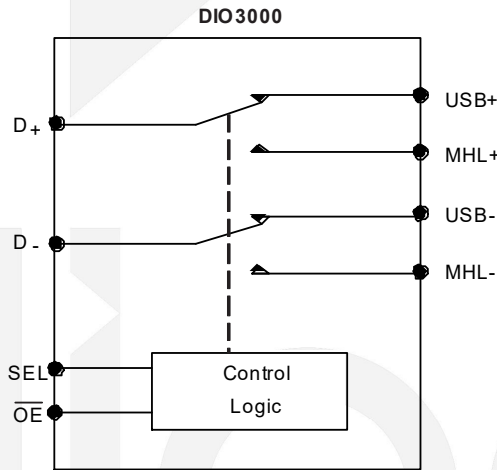 DIO3000
D+
USB+
MHL+
D-
USB-
MHL-
SEL
OE
Control
Logic